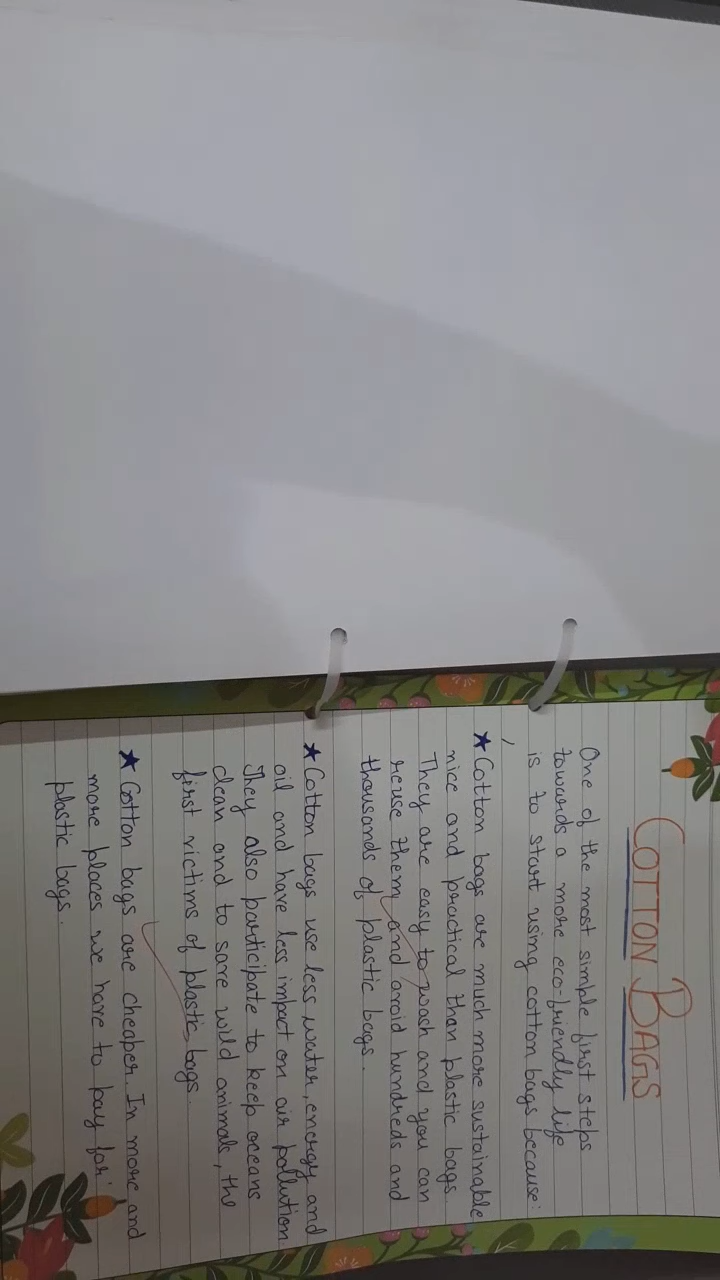 COTTON BAGS
One of the most simple first steps
towards a more eco-friendly life
is to start using cotton bags because:
★ Cotton bags are much more sustainable
nice and practical than plastic bags.
They are easy to wash and you can
reuse them and avoid hundreds and
thousands of plastic bags.
★ Cotton bags use less water, energy and
oil and have less impact on air pollution
They also participate to keep oceans
clean and to save wild animals, the
first victims of plastic bags
★ Cotton bags are cheaper. In more and
more places we have to pay for
plastic bags.